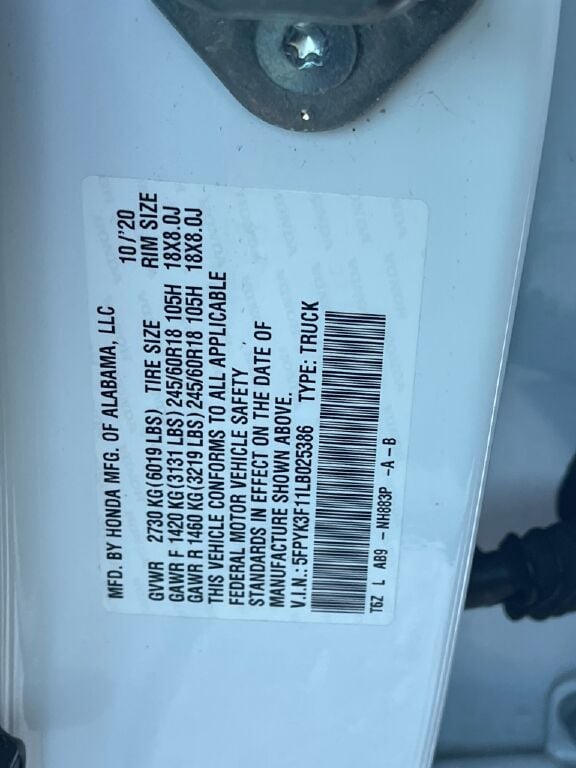 MFD. BY HONDA MFG. OF ALABAMA, LLC 10/'20
GVWR 2730 KG(6019 LBS) TIRE SIZE RIM SIZE
GAWR F 1420 KG(3131 LBS) 245/60R18 105H 18X8.0J
GAWR R 1460 KG(3219 LBS) 245/60R18 105H 18X8.0J
THIS VEHICLE CONFORMS TO ALL APPLICABLE
FEDERAL MOTOR VEHICLE SAFETY
STANDARDS IN EFFECT ON THE DATE OF
MANUFACTURE SHOWN ABOVE.
V.I.N.: 5FPYK3F11LB025386 TYPE: TRUCK
T6Z L AB9 - NH883P -A-B